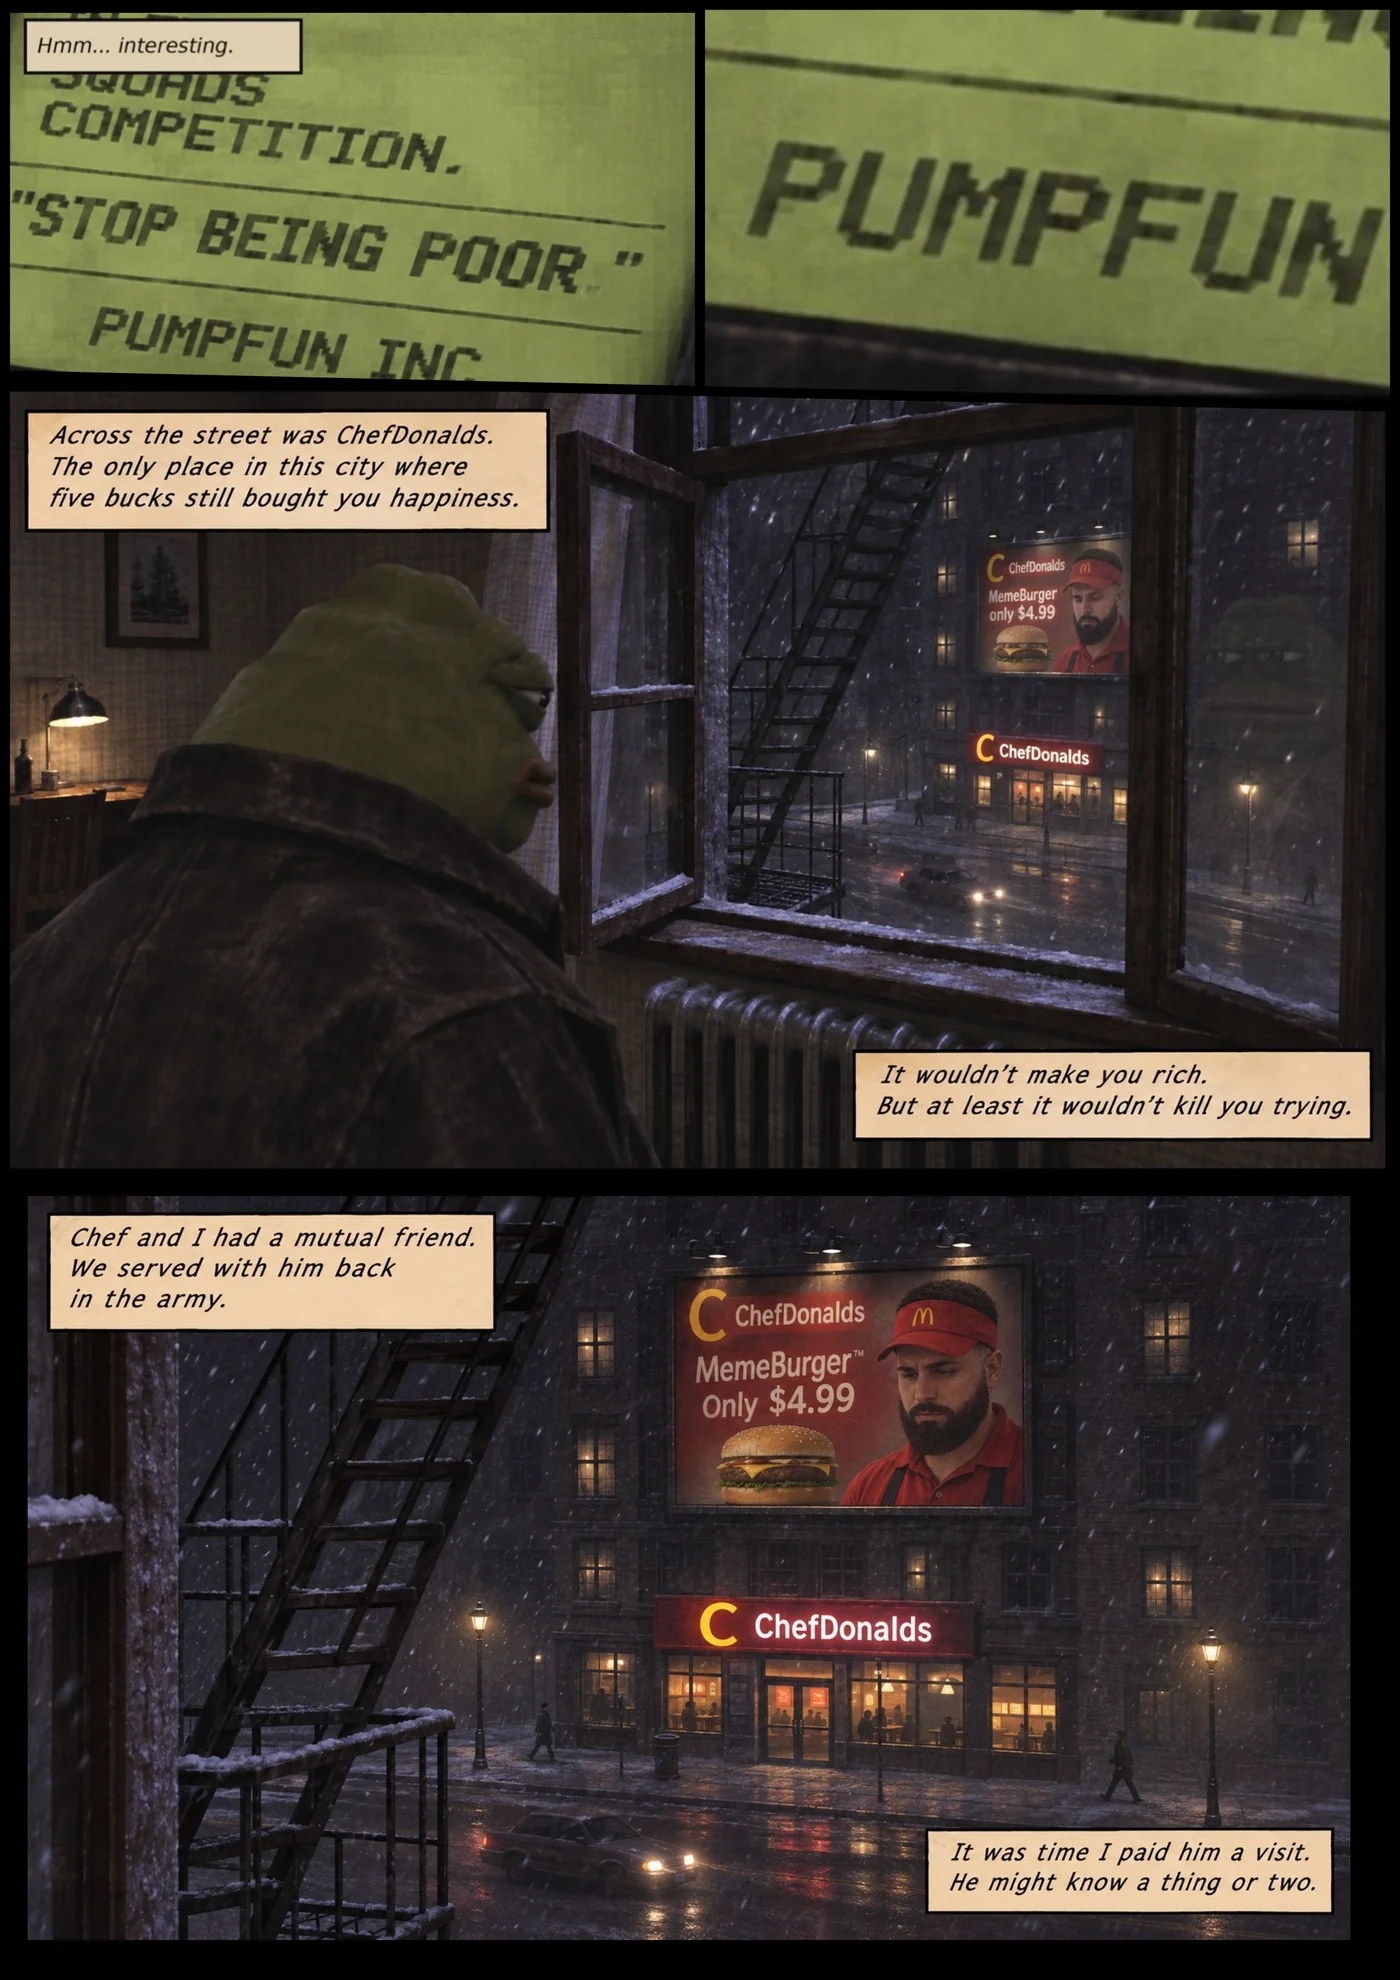 Hmm... interesting.
SQUADS
COMPETITION.
"STOP BEING POOR."
PUMPFUN INC
PUMPFUN
Across the street was ChefDonalds.
The only place in this city where
five bucks still bought you happiness.
C ChefDonalds
MemeBurger
only $4.99
C ChefDonalds
It wouldn't make you rich.
But at least it wouldn't kill you trying.
Chef and I had a mutual friend.
We served with him back
in the army.
C ChefDonalds
MemeBurger™
Only $4.99
C ChefDonalds
It was time I paid him a visit.
He might know a thing or two.